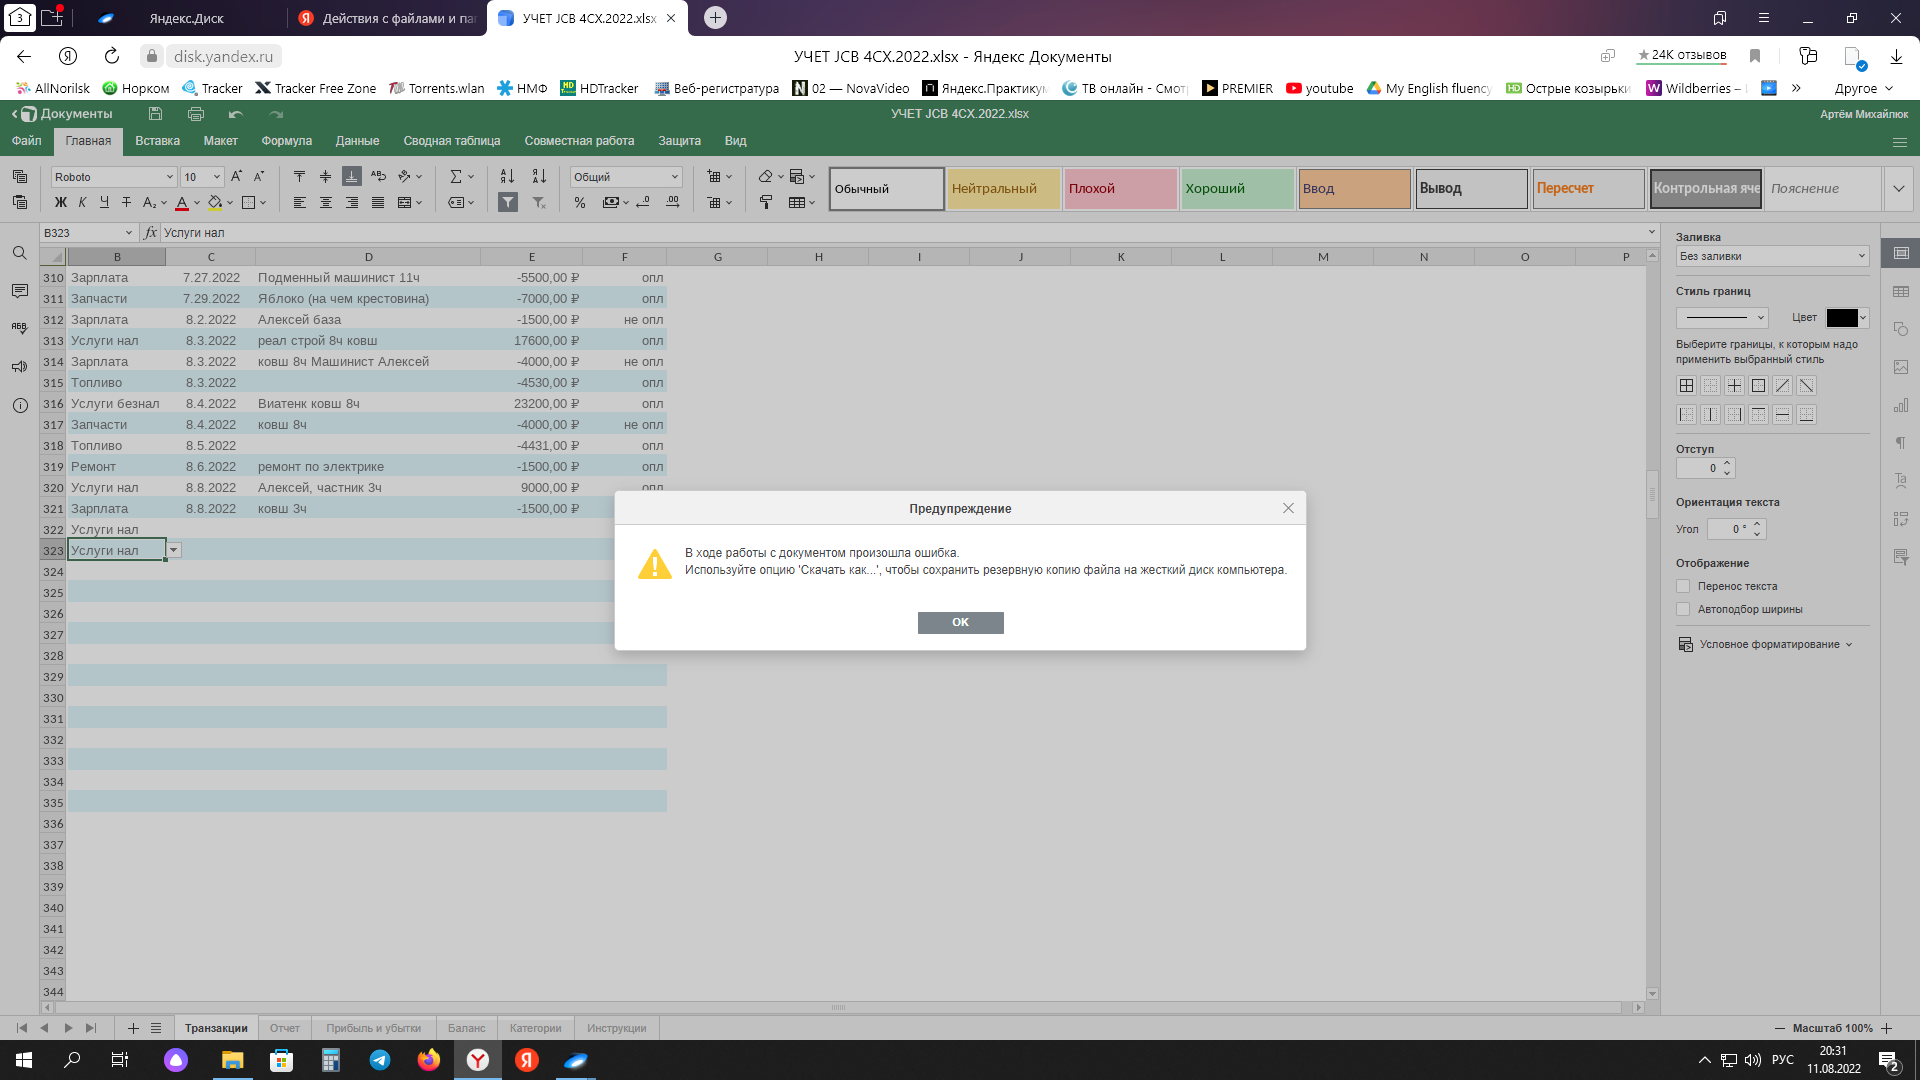 3
Яндекс.Диск
Действия с файлами и пап
УЧЕТ JCB 4CX.2022.xlsx
disk.yandex.ru
УЧЕТ JCB 4CX.2022.xlsx - Яндекс Документы
24К отзывов
AllNorilsk
Норком
Tracker
Tracker Free Zone
Torrents.wlan
НМФ
HDTracker
Веб-регистратура
02 — NovaVideo
Яндекс.Практикум
ТВ онлайн - Смот
PREMIER
youtube
My English fluency
Острые козырьки
Wildberries –
Другое
Документы
УЧЕТ JCB 4CX.2022.xlsx
Артём Михайлюк
Файл
Главная
Вставка
Макет
Формула
Данные
Сводная таблица
Совместная работа
Защита
Вид
Roboto
10
Общий
Обычный
Нейтральный
Плохой
Хороший
Ввод
Вывод
Пересчет
Контрольная яче
Пояснение
B323
fx
Услуги нал
B C D E F G H I J K L M N O P
310 Зарплата 7.27.2022 Подменный машинист 11ч -5500,00 ₽ опл
311 Запчасти 7.29.2022 Яблоко (на чем крестовина) -7000,00 ₽ опл
312 Зарплата 8.2.2022 Алексей база -1500,00 ₽ не опл
313 Услуги нал 8.3.2022 реал строй 8ч ковш 17600,00 ₽ опл
314 Зарплата 8.3.2022 ковш 8ч Машинист Алексей -4000,00 ₽ не опл
315 Топливо 8.3.2022 -4530,00 ₽ опл
316 Услуги безнал 8.4.2022 Виатенк ковш 8ч 23200,00 ₽ опл
317 Запчасти 8.4.2022 ковш 8ч -4000,00 ₽ не опл
318 Топливо 8.5.2022 -4431,00 ₽ опл
319 Ремонт 8.6.2022 ремонт по электрике -1500,00 ₽ опл
320 Услуги нал 8.8.2022 Алексей, частник 3ч 9000,00 ₽ опл
321 Зарплата 8.8.2022 ковш 3ч -1500,00 ₽
322 Услуги нал
323 Услуги нал
324
325
326
327
328
329
330
331
332
333
334
335
336
337
338
339
340
341
342
343
344
Предупреждение
В ходе работы с документом произошла ошибка.
Используйте опцию 'Скачать как...', чтобы сохранить резервную копию файла на жесткий диск компьютера.
OK
Заливка
Без заливки
Стиль границ
Цвет
Выберите границы, к которым надо
применить выбранный стиль
Отступ
0
Ориентация текста
Угол
0 °
Отображение
Перенос текста
Автоподбор ширины
Условное форматирование
Транзакции
Отчет
Прибыль и убытки
Баланс
Категории
Инструкции
Масштаб 100%
РУС
20:31
11.08.2022
2